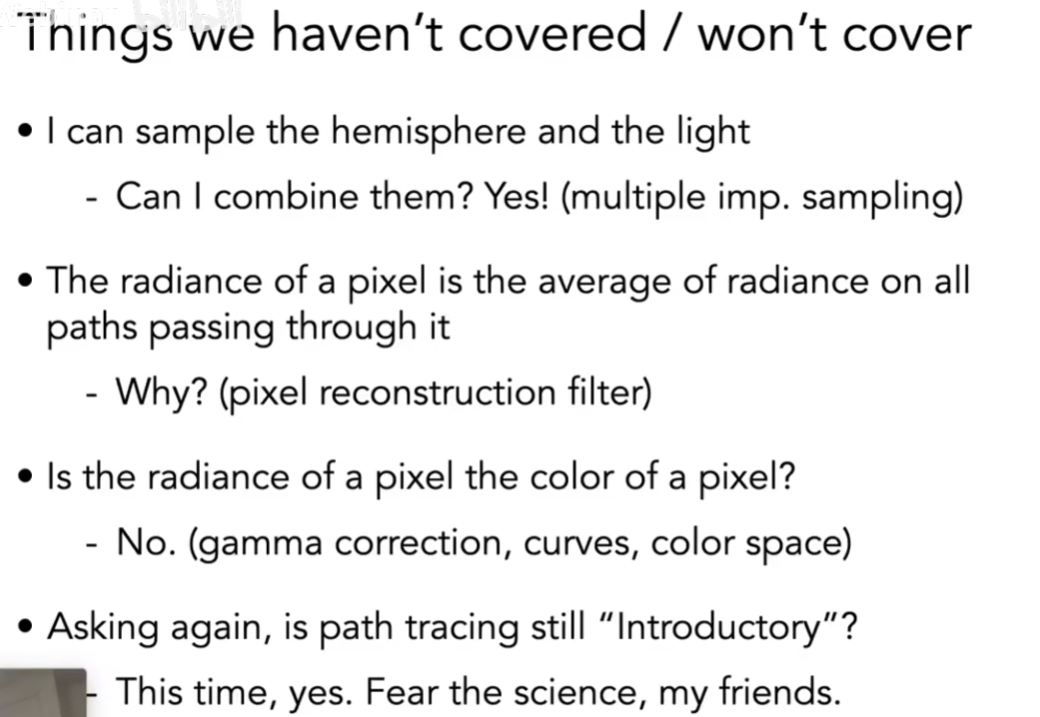 Things we haven't covered / won't cover
• I can sample the hemisphere and the light
- Can I combine them? Yes! (multiple imp. sampling)
• The radiance of a pixel is the average of radiance on all
paths passing through it
- Why? (pixel reconstruction filter)
• Is the radiance of a pixel the color of a pixel?
- No. (gamma correction, curves, color space)
• Asking again, is path tracing still “Introductory”?
- This time, yes. Fear the science, my friends.